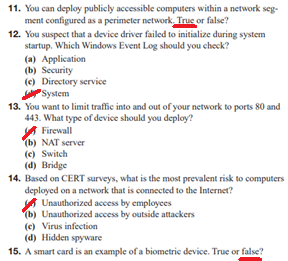 11. You can deploy publicly accessible computers within a network seg-
ment configured as a perimeter network. True or false?
12. You suspect that a device driver failed to initialize during system
startup. Which Windows Event Log should you check?
(a) Application
(b) Security
(c) Directory service
(d) System
13. You want to limit traffic into and out of your network to ports 80 and
443. What type of device should you deploy?
(a) Firewall
(b) NAT server
(c) Switch
(d) Bridge
14. Based on CERT surveys, what is the most prevalent risk to computers
deployed on a network that is connected to the Internet?
(a) Unauthorized access by employees
(b) Unauthorized access by outside attackers
(c) Virus infection
(d) Hidden spyware
15. A smart card is an example of a biometric device. True or false?